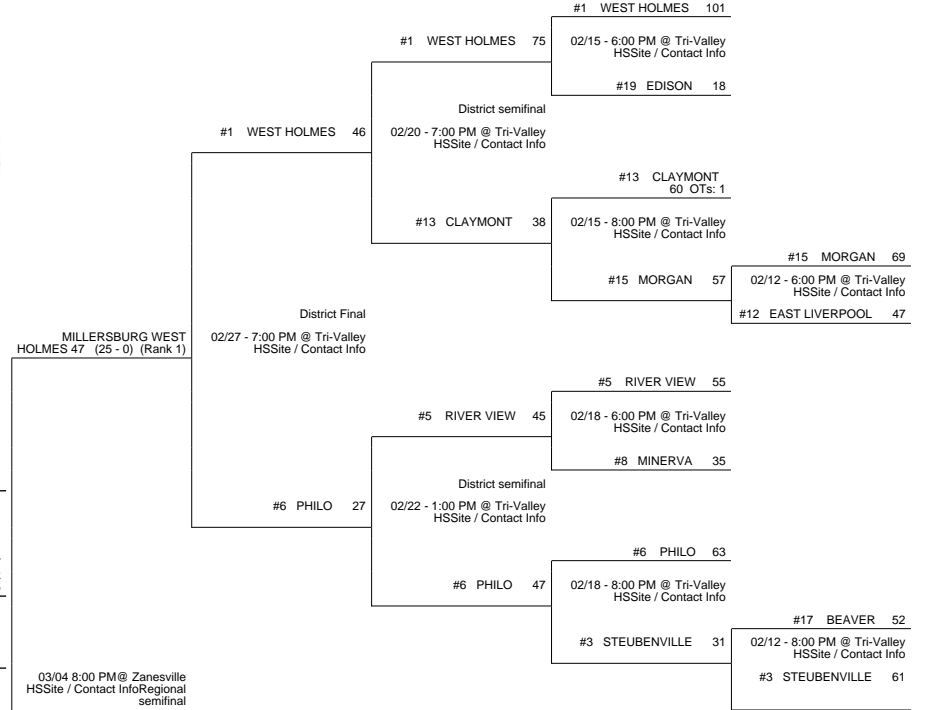 #1 WEST HOLMES 101
#1 WEST HOLMES 75
02/15 - 6:00 PM @ Tri-Valley
HSSite / Contact Info
#19 EDISON 18
District semifinal
#1 WEST HOLMES 46
02/20 - 7:00 PM @ Tri-Valley
HSSite / Contact Info
#13 CLAYMONT
60 OTs: 1
#13 CLAYMONT 38
02/15 - 8:00 PM @ Tri-Valley
HSSite / Contact Info
#15 MORGAN 69
#15 MORGAN 57
02/12 - 6:00 PM @ Tri-Valley
HSSite / Contact Info
#12 EAST LIVERPOOL 47
District Final
02/27 - 7:00 PM @ Tri-Valley
HSSite / Contact Info
MILLERSBURG WEST
HOLMES 47 (25 - 0) (Rank 1)
#5 RIVER VIEW 55
#5 RIVER VIEW 45
02/18 - 6:00 PM @ Tri-Valley
HSSite / Contact Info
#8 MINERVA 35
District semifinal
#6 PHILO 27
02/22 - 1:00 PM @ Tri-Valley
HSSite / Contact Info
#6 PHILO 63
#6 PHILO 47
02/18 - 8:00 PM @ Tri-Valley
HSSite / Contact Info
#17 BEAVER 52
#3 STEUBENVILLE 31
02/12 - 8:00 PM @ Tri-Valley
HSSite / Contact Info
#3 STEUBENVILLE 61
03/04 8:00 PM@ Zanesville
HSSite / Contact InfoRegional
semifinal